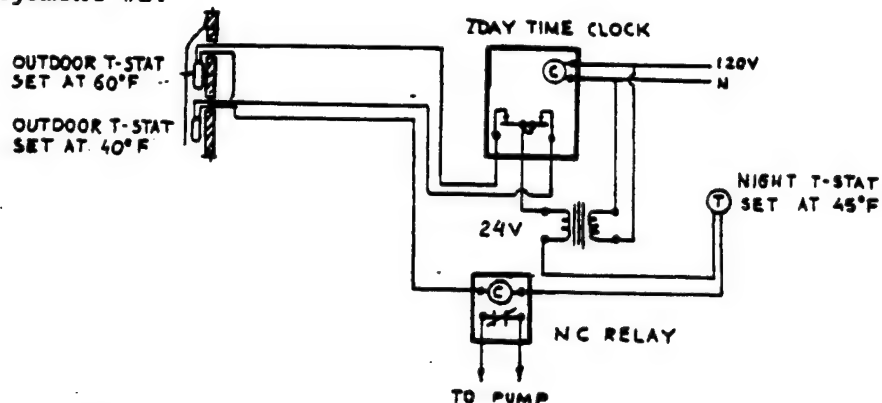 7DAY TIME CLOCK
OUTDOOR T-STAT
SET AT 60°F
120V
N
OUTDOOR T-STAT
SET AT 40°F
C
NIGHT T-STAT
SET AT 45°F
T
24V
C
NC RELAY
TO PUMP